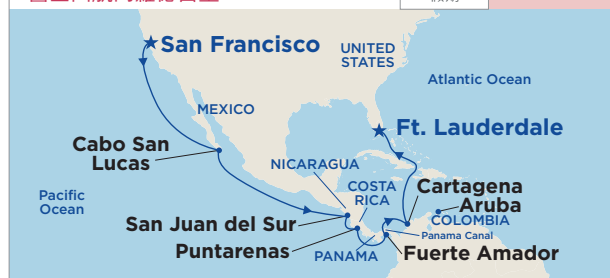 San Francisco
UNITED
STATES
Atlantic Ocean
MEXICO
Ft. Lauderdale
Cabo San
Lucas
NICARAGUA
COSTA
RICA
Cartagena
Aruba
Pacific
Ocean
San Juan del Sur
COLOMBIA
Panama Canal
Puntarenas
PANAMA
Fuerte Amador